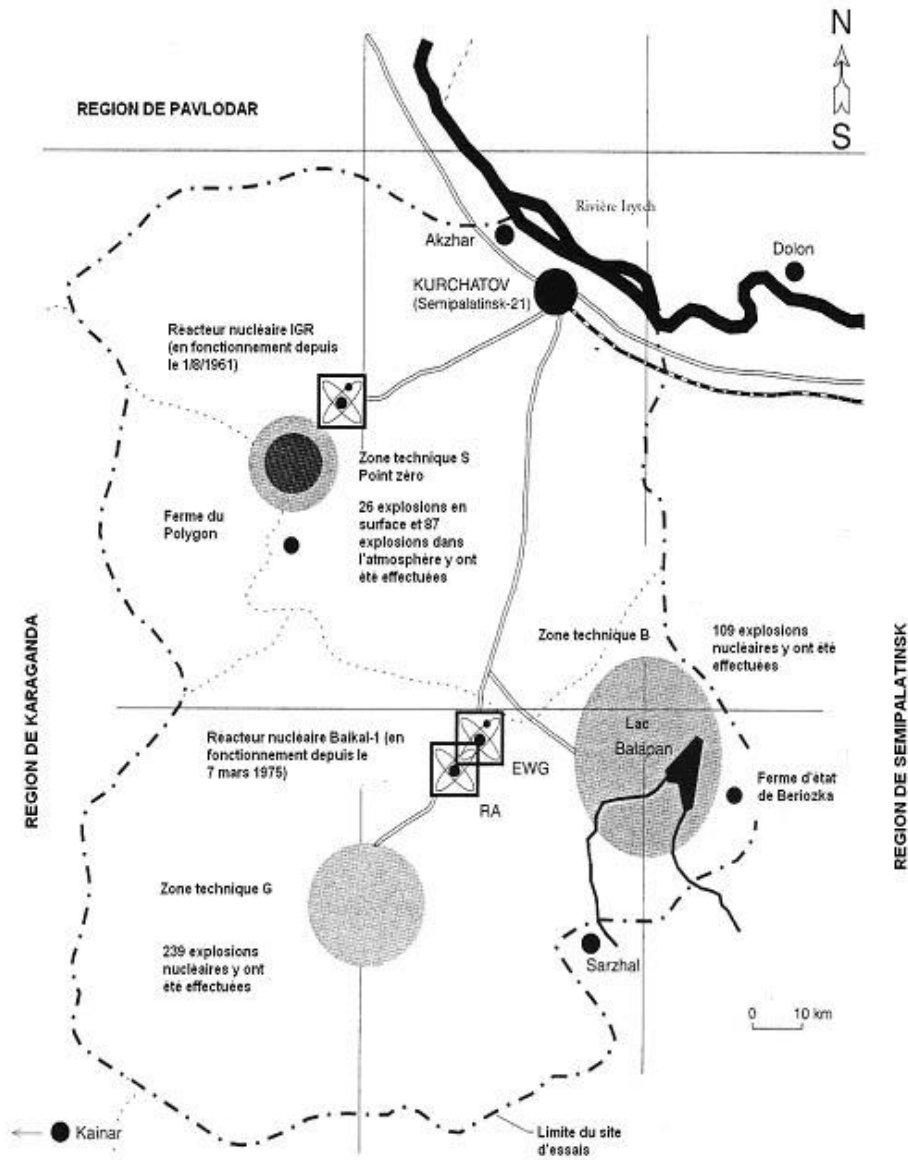 N
S
REGION DE PAVLODAR
Rivière Irytch
Akzhar
Dolon
KURCHATOV
(Semipalatinsk-21)
Réacteur nucléaire IGR
(en fonctionnement depuis
le 1/8/1961)
Zone technique S
Point zéro
26 explosions en
surface et 87
explosions dans
l'atmosphère y ont
été effectuées
Ferme du
Polygon
REGION DE KARAGANDA
Zone technique B
109 explosions
nucléaires y ont été
effectuées
REGION DE SEMIPALATINSK
Lac
Balapan
Réacteur nucléaire Baikal-1 (en
fonctionnement depuis le
7 mars 1975)
EWG
RA
Ferme d'état
de Beriozka
Zone technique G
239 explosions
nucléaires y ont
été effectuées
Sarzhal
0 10 km
Kainar
Limite du site
d'essais